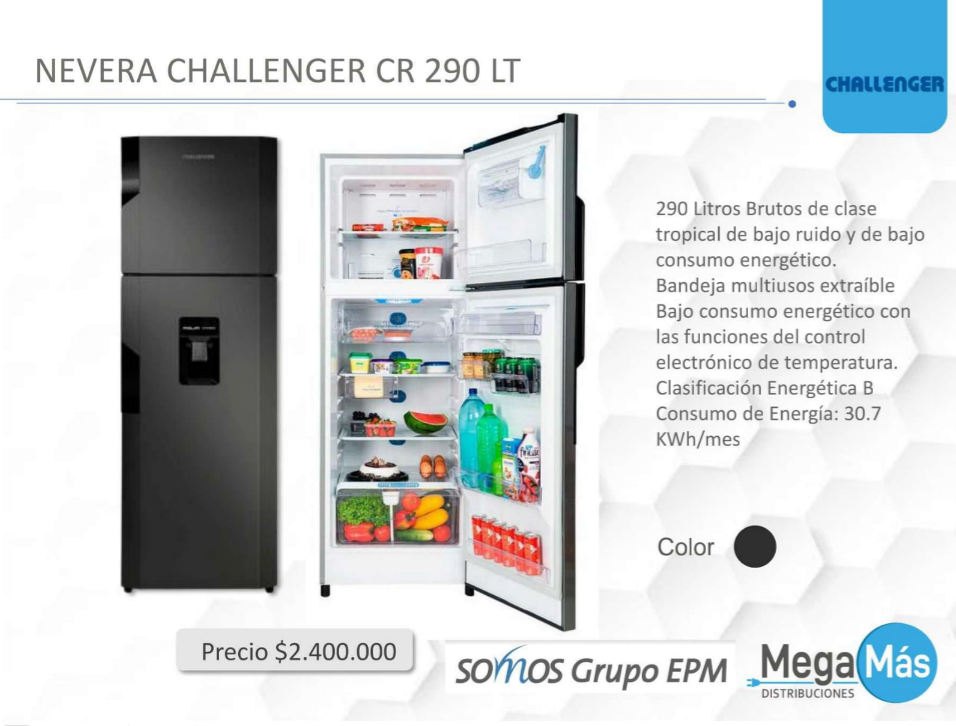 NEVERA CHALLENGER CR 290 LT
CHALLENGER
290 Litros Brutos de clase
tropical de bajo ruido y de bajo
consumo energético.
Bandeja multiusos extraíble
Bajo consumo energético con
las funciones del control
electrónico de temperatura.
Clasificación Energética B
Consumo de Energía: 30.7
KWh/mes
Color
Precio $2.400.000
SOMOS Grupo EPM
Mega Más
DISTRIBUCIONES